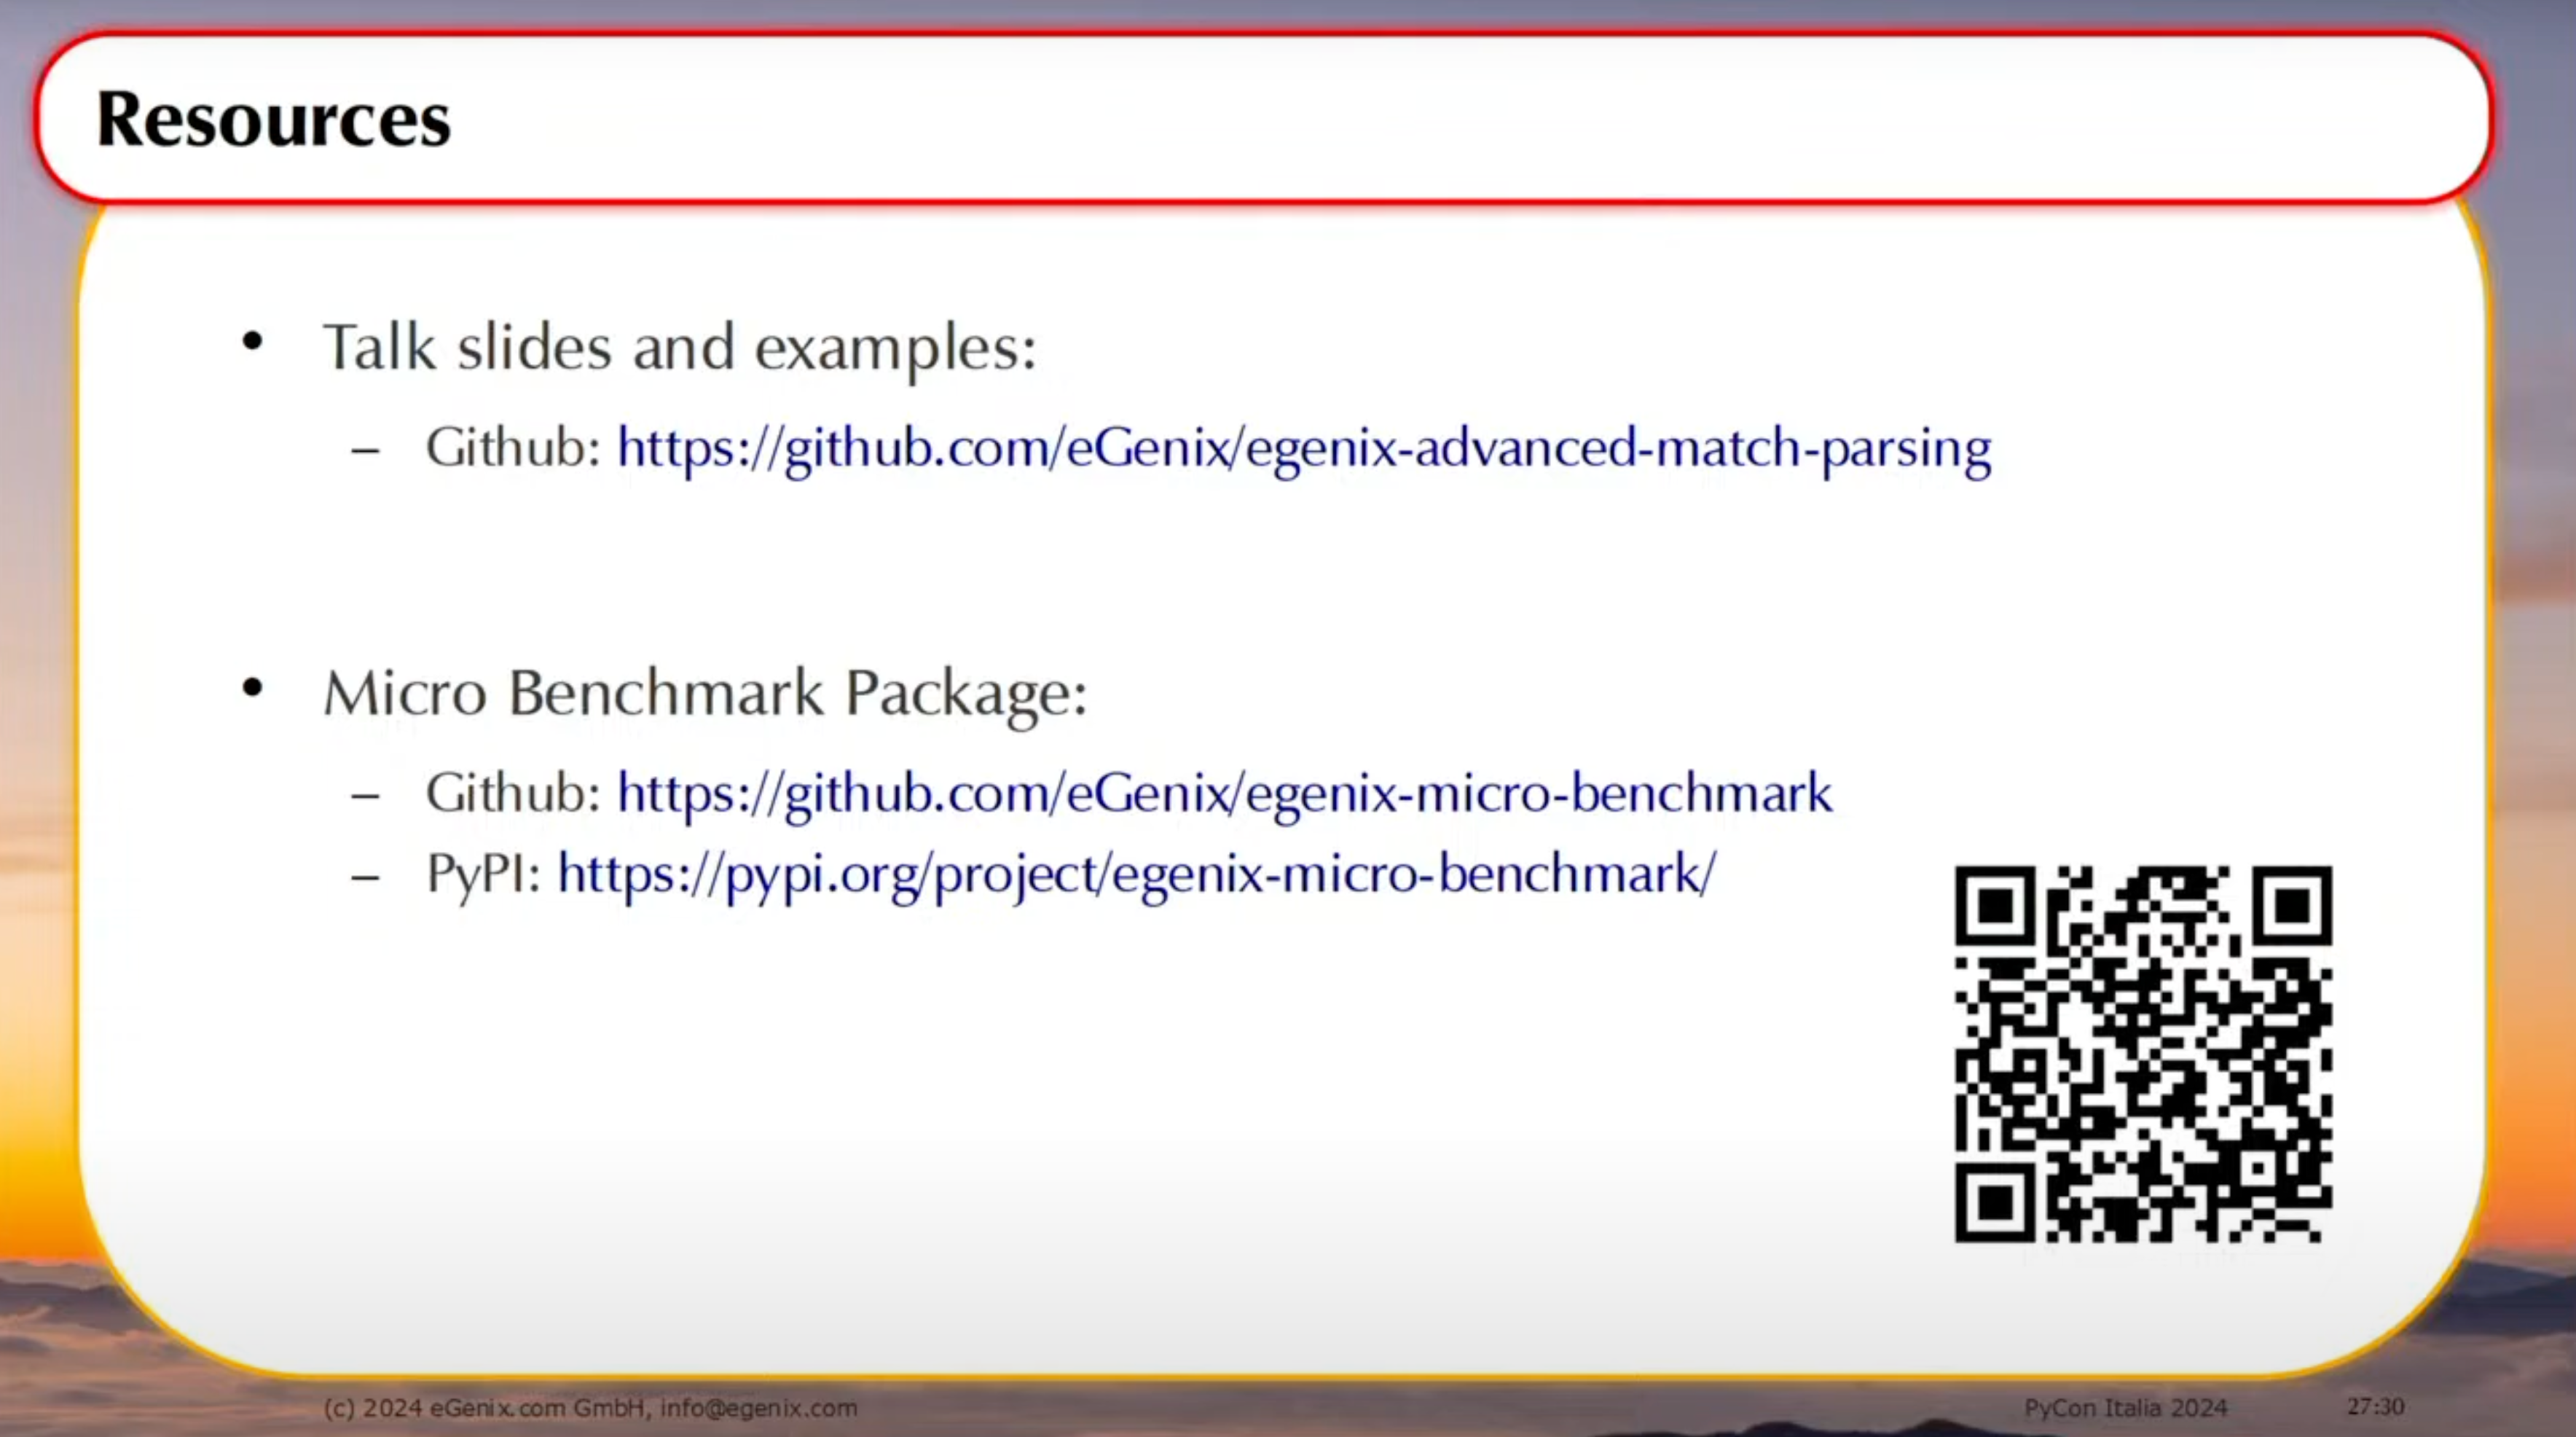 Resources
• Talk slides and examples:
– Github: https://github.com/eGenix/egenix-advanced-match-parsing
• Micro Benchmark Package:
– Github: https://github.com/eGenix/egenix-micro-benchmark
– PyPI: https://pypi.org/project/egenix-micro-benchmark/
(c) 2024 eGenix.com GmbH, info@egenix.com
PyCon Italia 2024
27:30